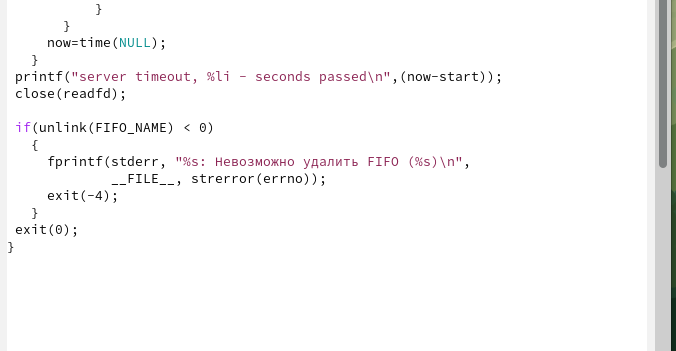 }
}
now=time(NULL);
}
printf("server timeout, %li - seconds passed\n",(now-start));
close(readfd);
if(unlink(FIFO_NAME) < 0)
{
fprintf(stderr, "%s: Невозможно удалить FIFO (%s)\n",
__FILE__, strerror(errno));
exit(-4);
}
exit(0);
}